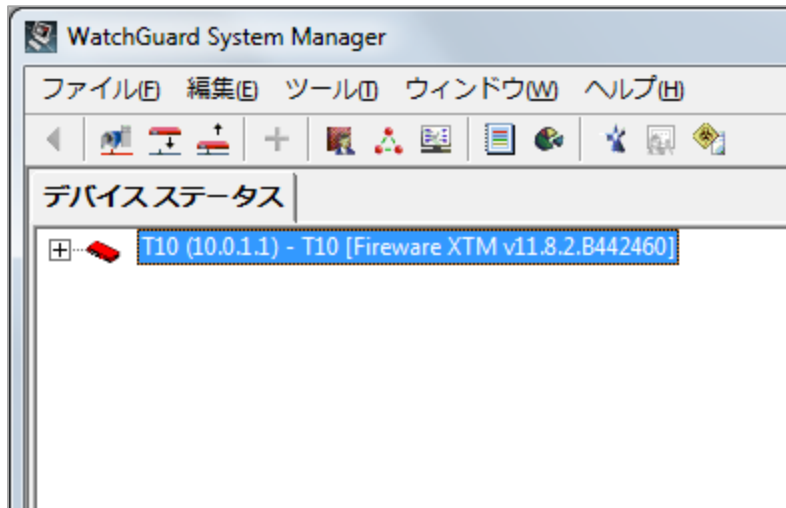 WatchGuard System Manager
ファイル(F) 編集(E) ツール(T) ウィンドウ(W) ヘルプ(H)
デバイス ステータス
T10 (10.0.1.1) - T10 [Fireware XTM v11.8.2.B442460]